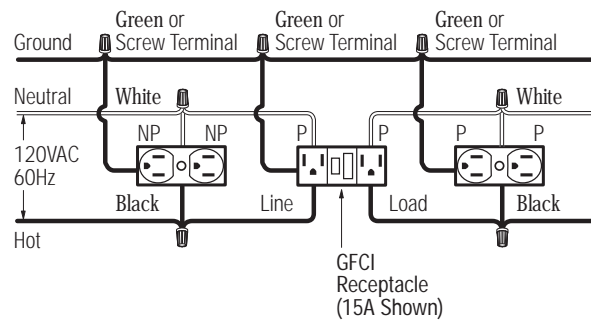 Green or
Screw Terminal
Green or
Screw Terminal
Green or
Screw Terminal
Ground
Neutral
White
White
NP
NP
P
P
P
P
120VAC
60Hz
Black
Line
Load
Black
Hot
GFCI
Receptacle
(15A Shown)